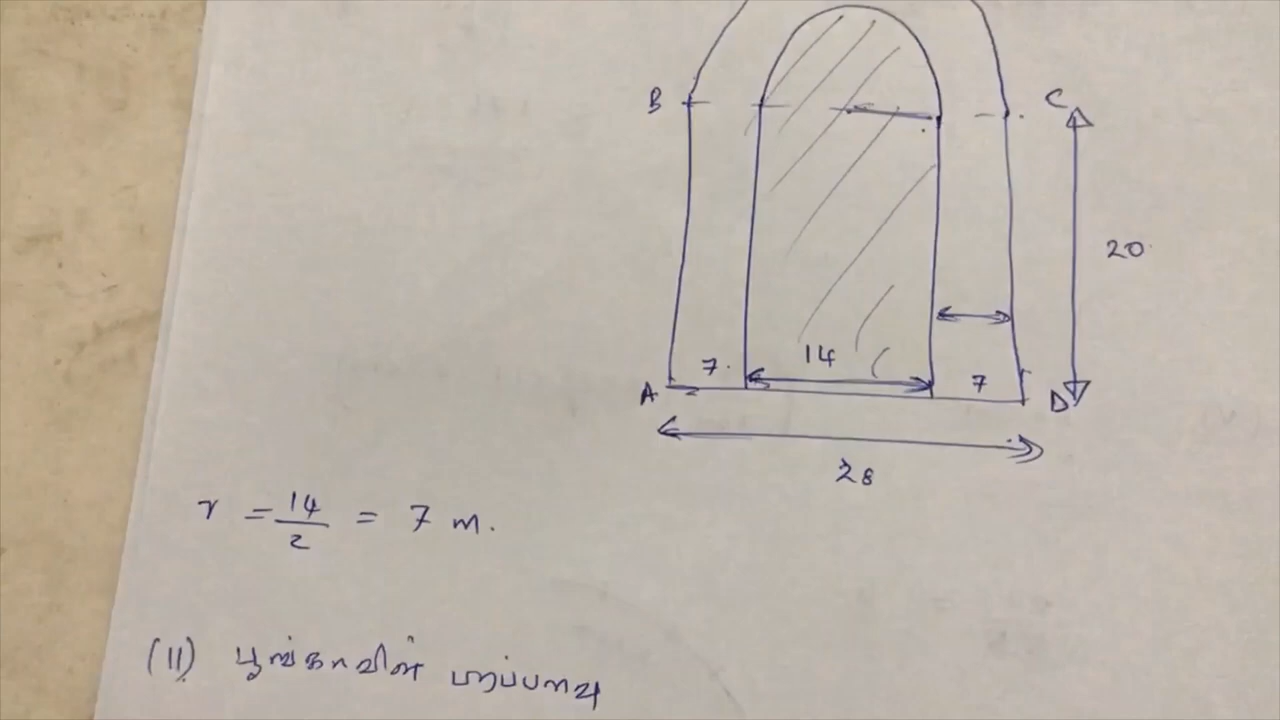 B
C
20
7.
14
7
A
D
28
r = 14/2 = 7 m.
(II) பூங்காவின் பரப்பளவு